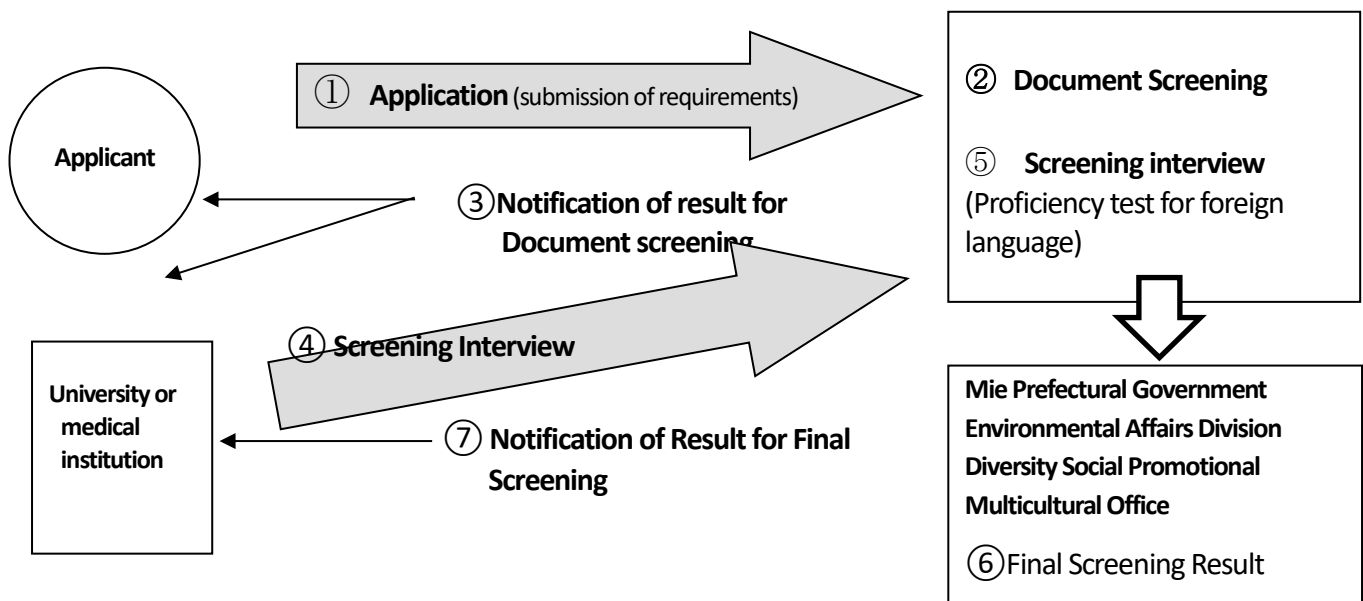 ① Application (submission of requirements)
Applicant
③Notification of result for
Document screening
④ Screening Interview
University or
medical
institution
⑦ Notification of Result for Final
Screening
② Document Screening
⑤ Screening interview
(Proficiency test for foreign
language)
Mie Prefectural Government
Environmental Affairs Division
Diversity Social Promotional
Multicultural Office
⑥Final Screening Result